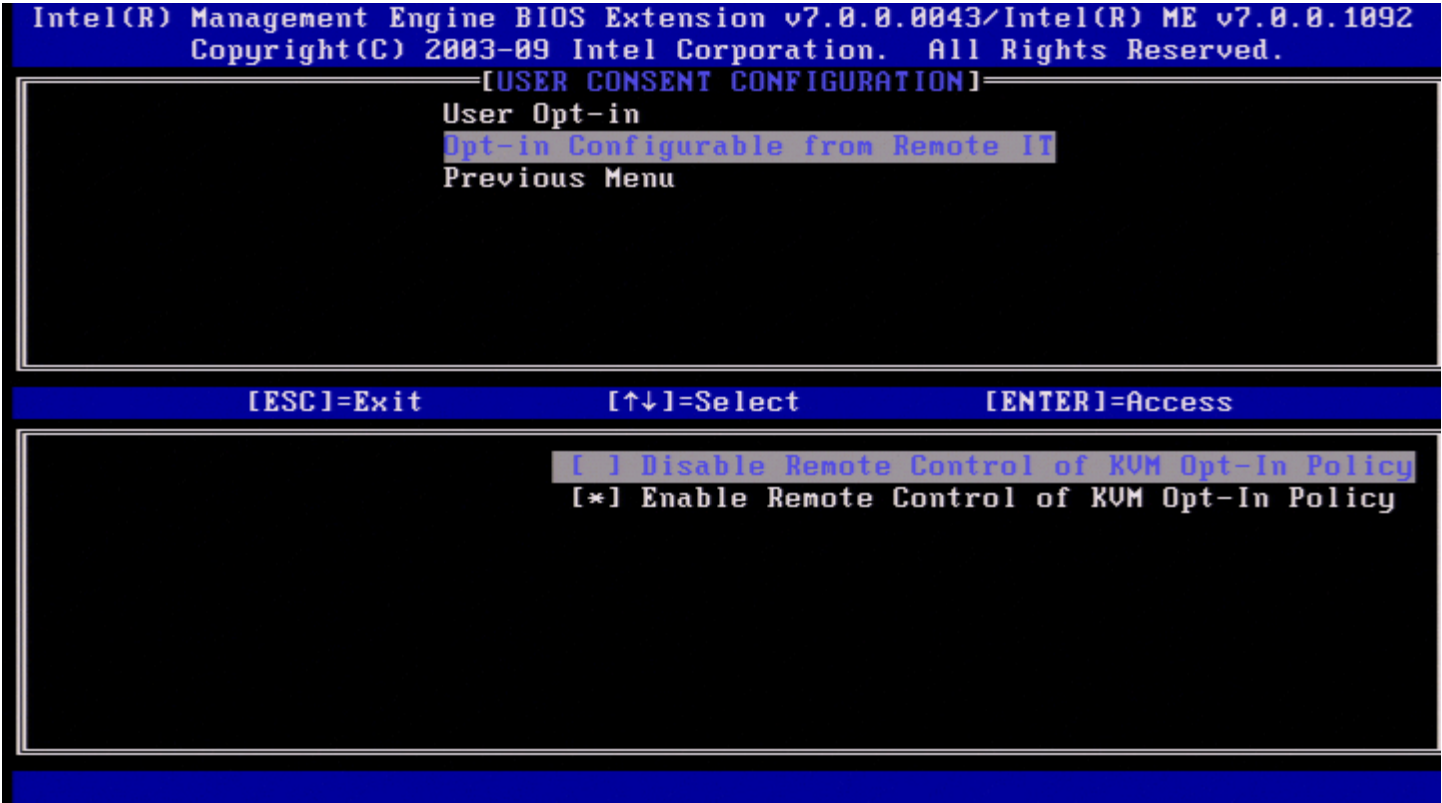 Intel(R) Management Engine BIOS Extension v7.0.0.0043/Intel(R) ME v7.0.0.1092
Copyright(C) 2003-09 Intel Corporation. All Rights Reserved.
[USER CONSENT CONFIGURATION]
User Opt-in
Opt-in Configurable from Remote IT
Previous Menu
[ESC]=Exit [↑↓]=Select [ENTER]=Access
[ ] Disable Remote Control of KVM Opt-In Policy
[*] Enable Remote Control of KVM Opt-In Policy